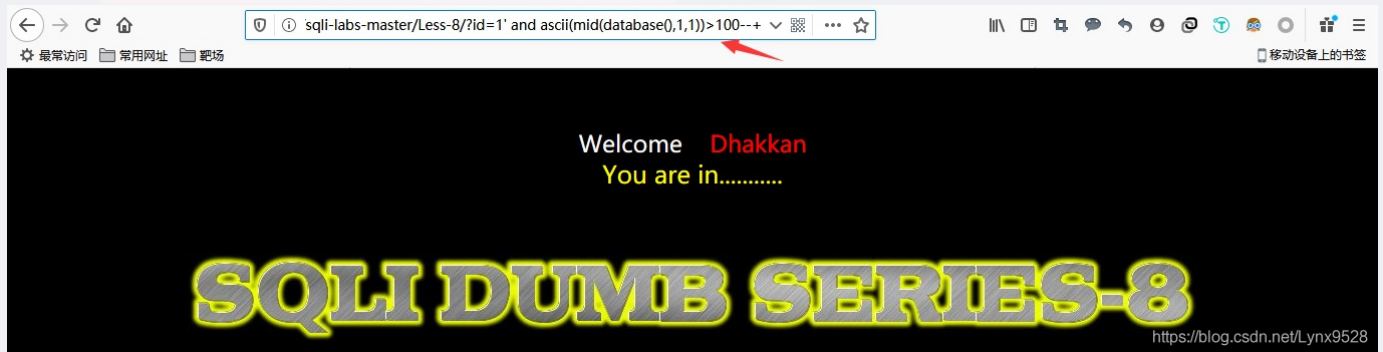 sqli-labs-master/Less-8/?id=1' and ascii(mid(database(),1,1))>100--+
最常访问 常用网址 靶场 移动设备上的书签
Welcome Dhakkan
You are in...........
SQLI DUMB SERIES-8
https://blog.csdn.net/Lynx9528